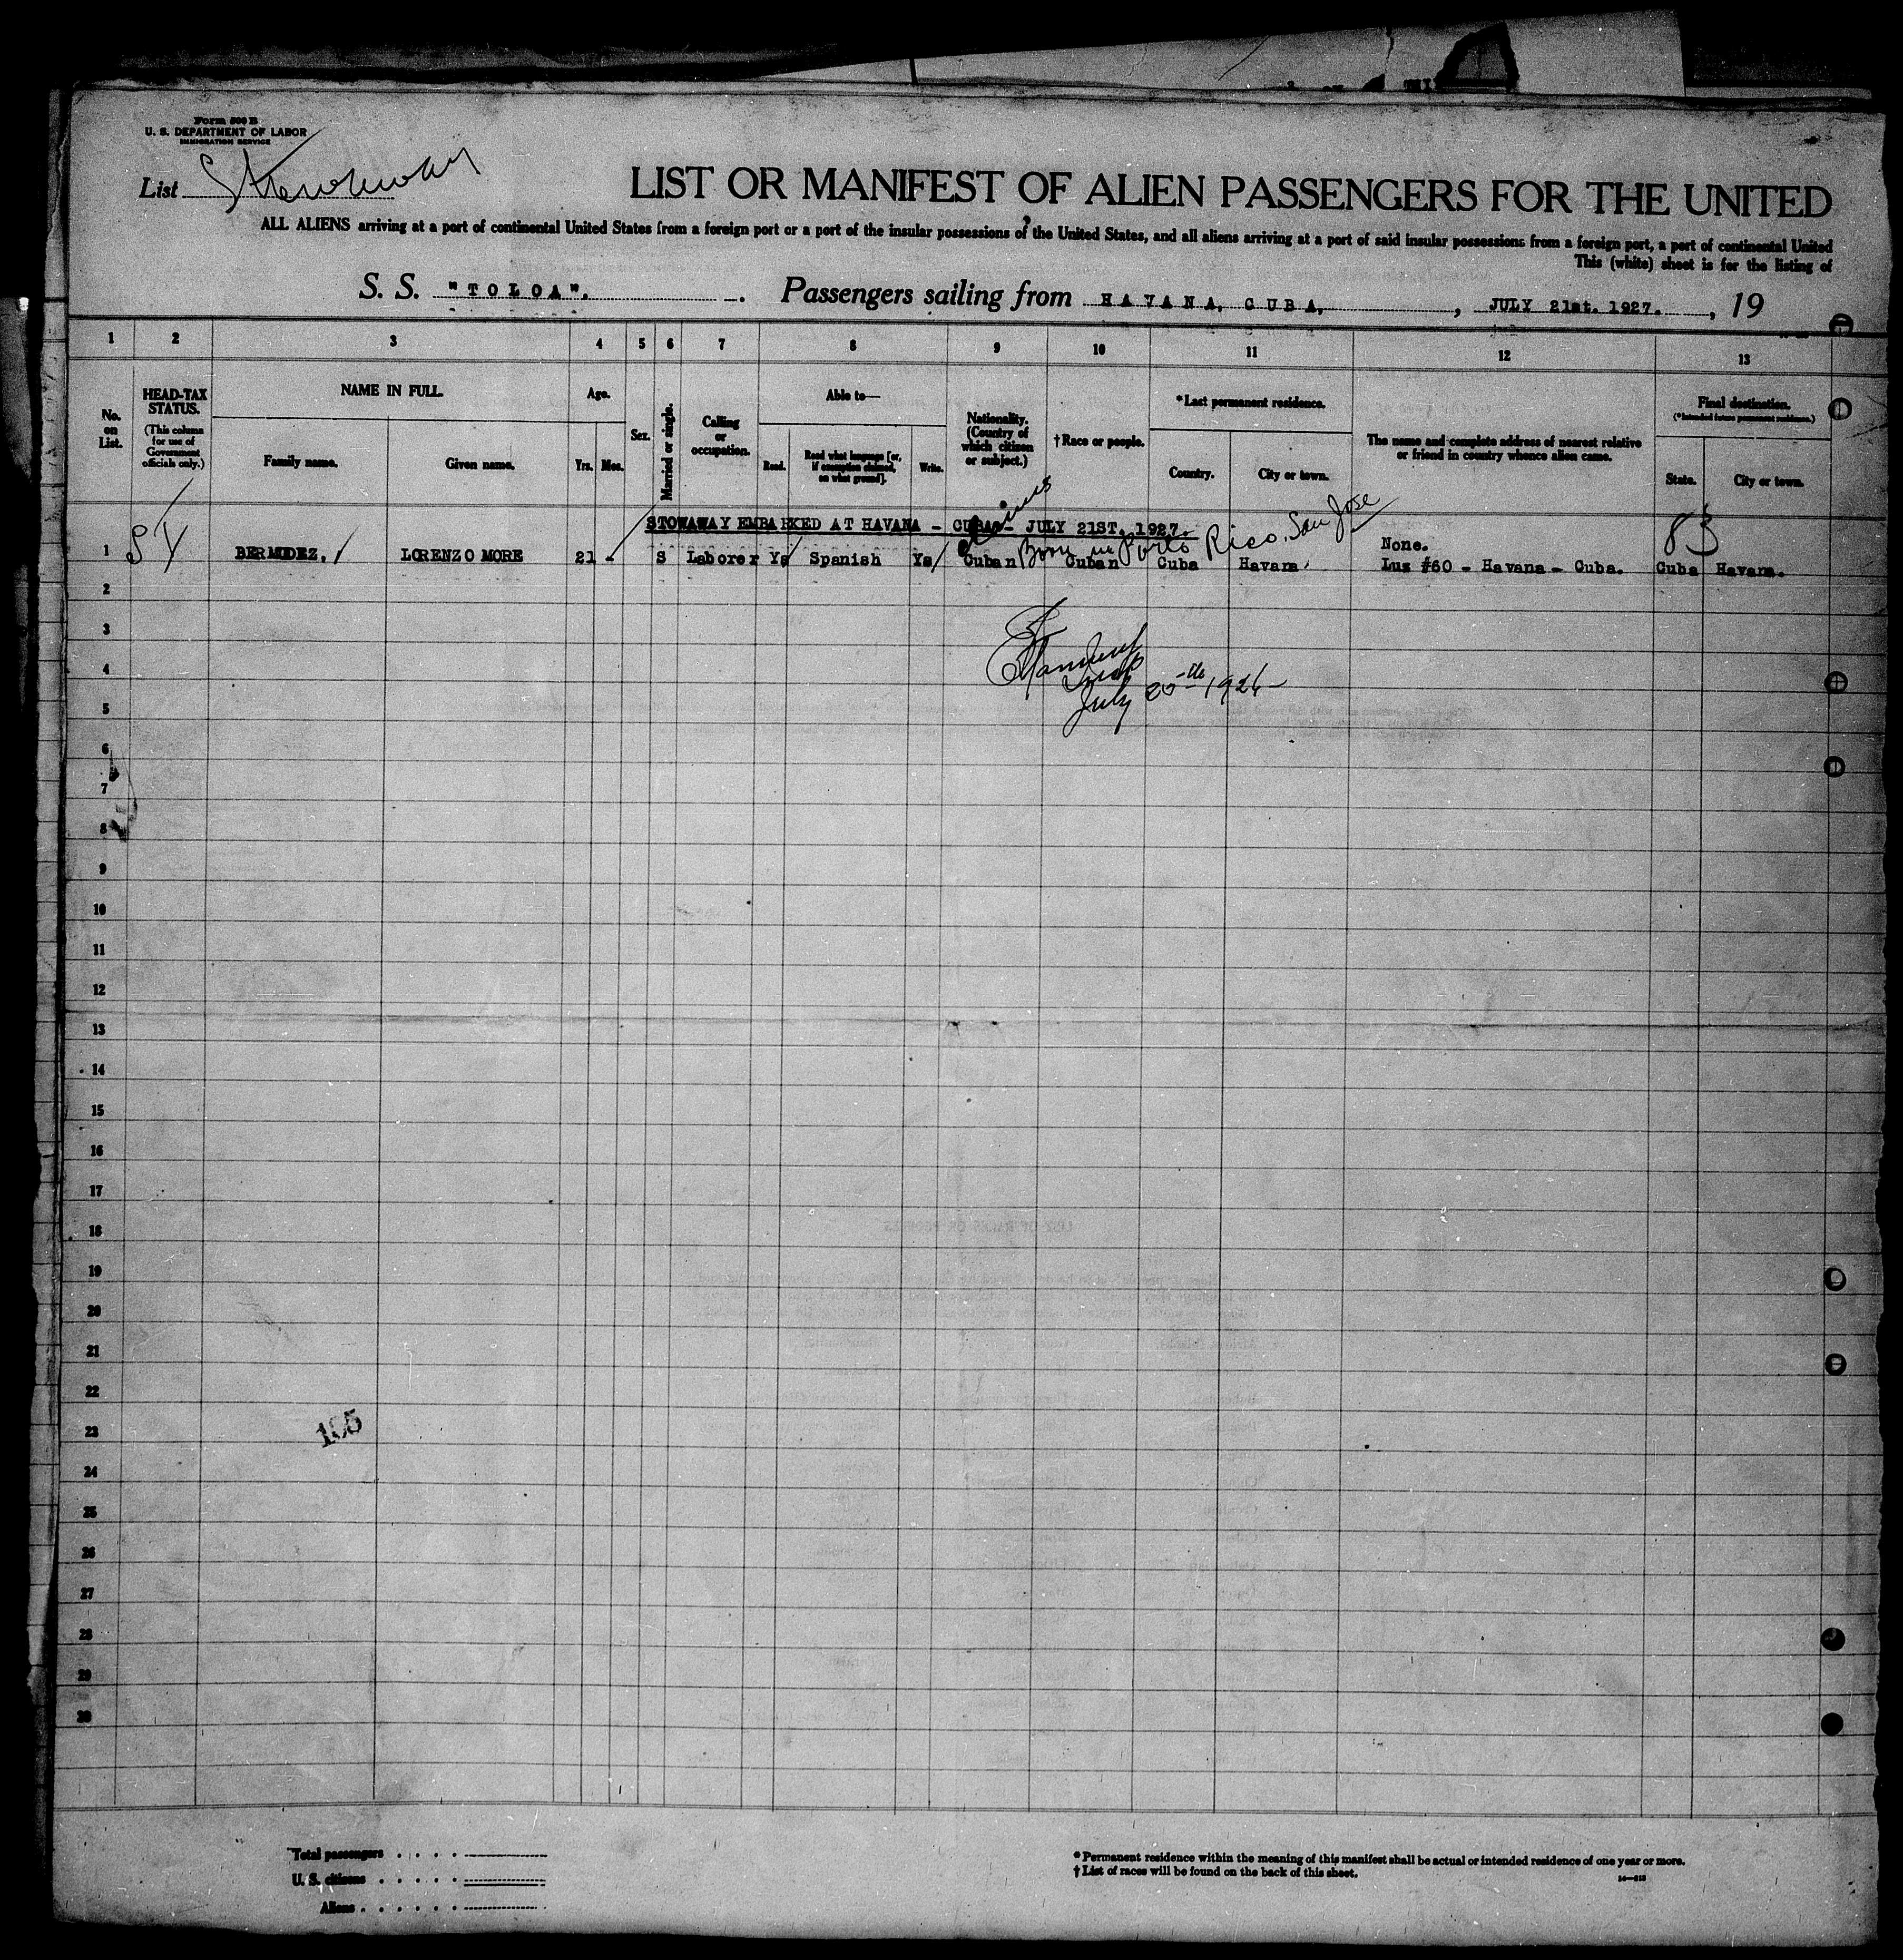 Form 500 B
U. S. DEPARTMENT OF LABOR
IMMIGRATION SERVICE
List Stowaway
LIST OR MANIFEST OF ALIEN PASSENGERS FOR THE UNITED
ALL ALIENS arriving at a port of continental United States from a foreign port or a port of the insular possessions of the United States, and all aliens arriving at a port of said insular possessions from a foreign port, a port of continental United
This (white) sheet is for the listing of
S. S. "TOLOA", Passengers sailing from HAVANA, CUBA, , JULY 21st. 1927. , 19
1 2 3 4 5 6 7 8 9 10 11 12 13
No. on List.
HEAD-TAX STATUS.
(This column for use of Government officials only.)
NAME IN FULL.
Family name.
Given name.
Age.
Yrs.
Mos.
Sex.
Married or single.
Calling or occupation.
Able to—
Read.
Read what language [or, if exemption claimed, on what ground].
Write.
Nationality. (Country of which citizen or subject.)
†Race or people.
*Last permanent residence.
Country.
City or town.
The name and complete address of nearest relative or friend in country whence alien came.
Final destination.
(*Intended future permanent residence.)
State.
City or town.
STOWAWAY EMBARKED AT HAVANA - CUBA - JULY 21ST. 1927.
Born in Porto Rico. San Jose
83
1 BERMUDEZ, LORENZO MORE 21 - S Laborer Ys Spanish Ys Cuban Cuban Cuba Havana None.
Luz #60 - Havana - Cuba. Cuba Havana.
2
3
4
July 20th 1926
5
6
7
8
9
10
11
12
13
14
15
16
17
18
19
20
21
22
23
195
24
25
26
27
28
29
30
Total passengers
U. S. citizens
Aliens
* Permanent residence within the meaning of this manifest shall be actual or intended residence of one year or more.
† List of races will be found on the back of this sheet.